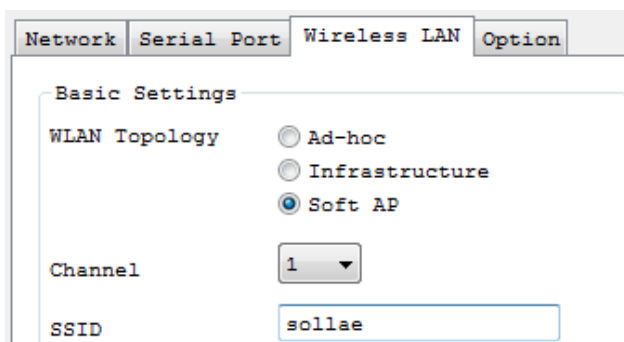 Network Serial Port Wireless LAN Option
Basic Settings
WLAN Topology Ad-hoc
Infrastructure
Soft AP
Channel 1
SSID sollae